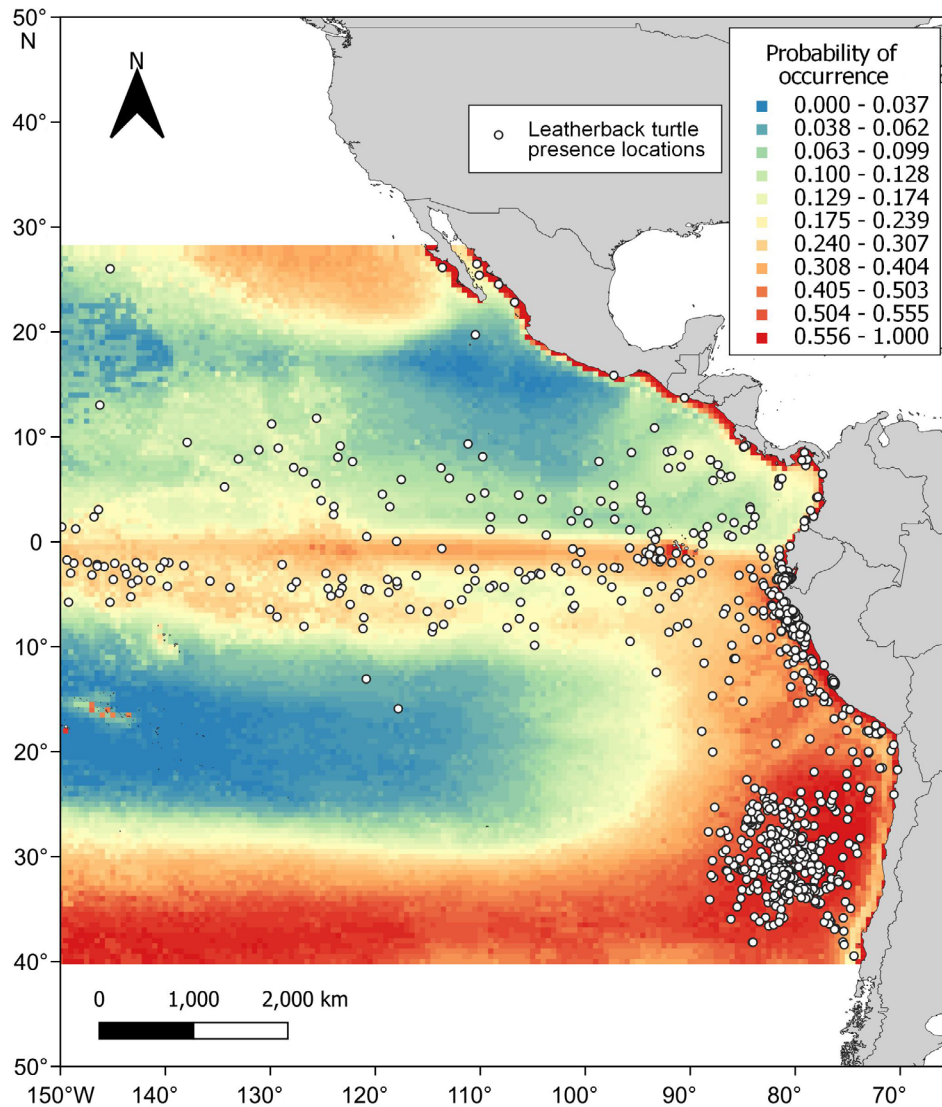 50°
N
40°
30°
20°
10°
0
10°
20°
30°
40°
50°
S
N
Leatherback turtle
presence locations
Probability of
occurrence
0.000 - 0.037
0.038 - 0.062
0.063 - 0.099
0.100 - 0.128
0.129 - 0.174
0.175 - 0.239
0.240 - 0.307
0.308 - 0.404
0.405 - 0.503
0.504 - 0.555
0.556 - 1.000
0 1,000 2,000 km
150°W 140° 130° 120° 110° 100° 90° 80° 70°